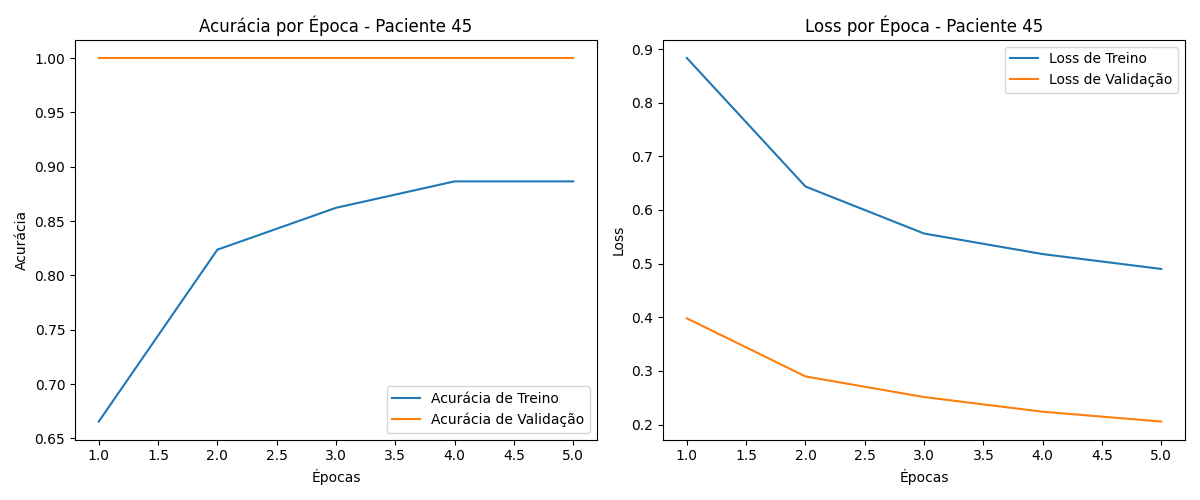 Acurácia por Época - Paciente 45
1.00
0.95
0.90
0.85
0.80
0.75
0.70
0.65
Acurácia
Acurácia de Treino
Acurácia de Validação
1.0 1.5 2.0 2.5 3.0 3.5 4.0 4.5 5.0
Épocas
Loss por Época - Paciente 45
0.9
0.8
0.7
0.6
0.5
0.4
0.3
0.2
Loss
Loss de Treino
Loss de Validação
1.0 1.5 2.0 2.5 3.0 3.5 4.0 4.5 5.0
Épocas